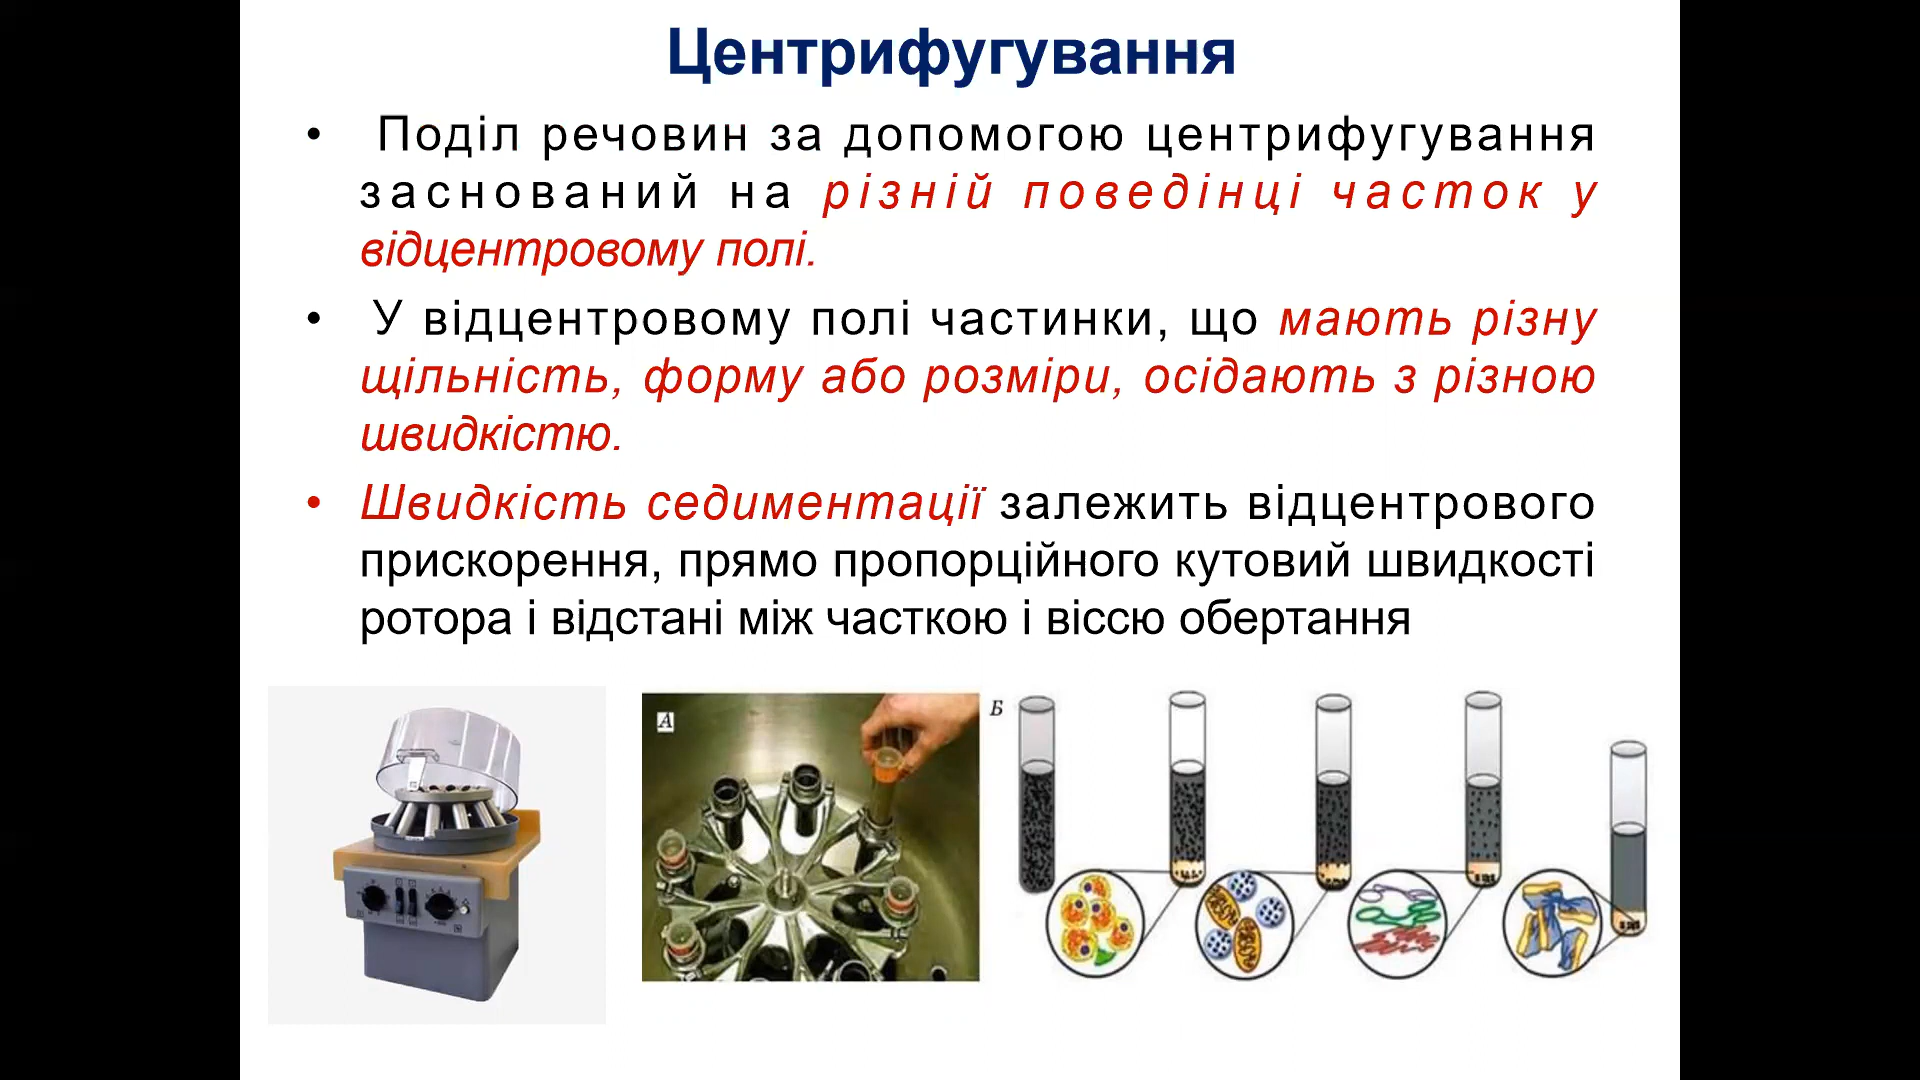 Центрифугування
• Поділ речовин за допомогою центрифугування
заснований на різній поведінці часток у
відцентровому полі.
• У відцентровому полі частинки, що мають різну
щільність, форму або розміри, осідають з різною
швидкістю.
• Швидкість седиментації залежить відцентрового
прискорення, прямо пропорційного кутовий швидкості
ротора і відстані між часткою і віссю обертання
А
Б